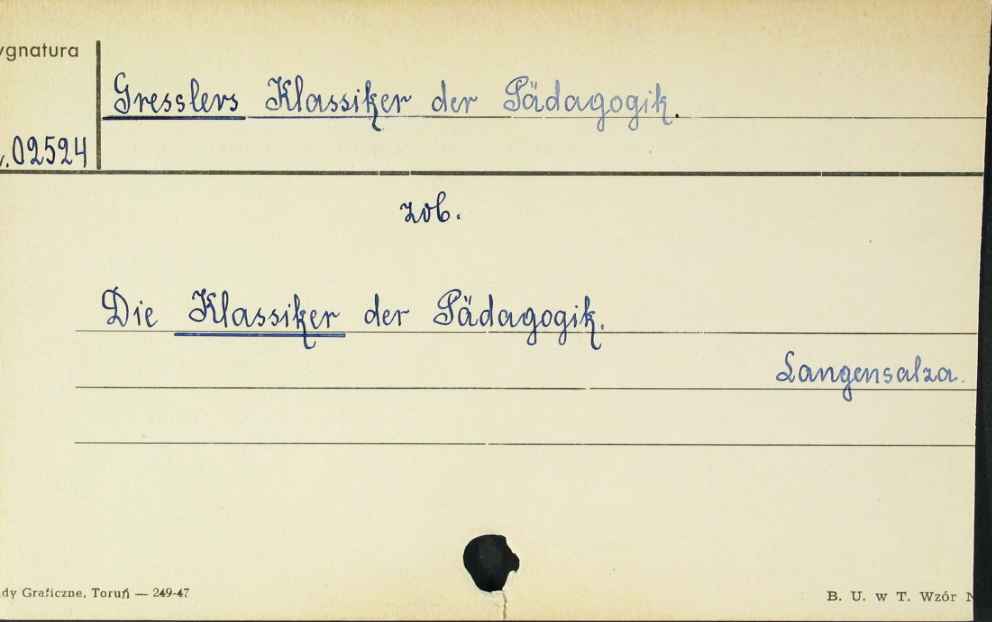 ygnatura
Gresslers Klassiker der Pädagogik.
.02524
zob.
Die Klassiker der Pädagogik.
Langensalza.
dy Graficzne, Toruń — 249-47
B. U. w T. Wzór N